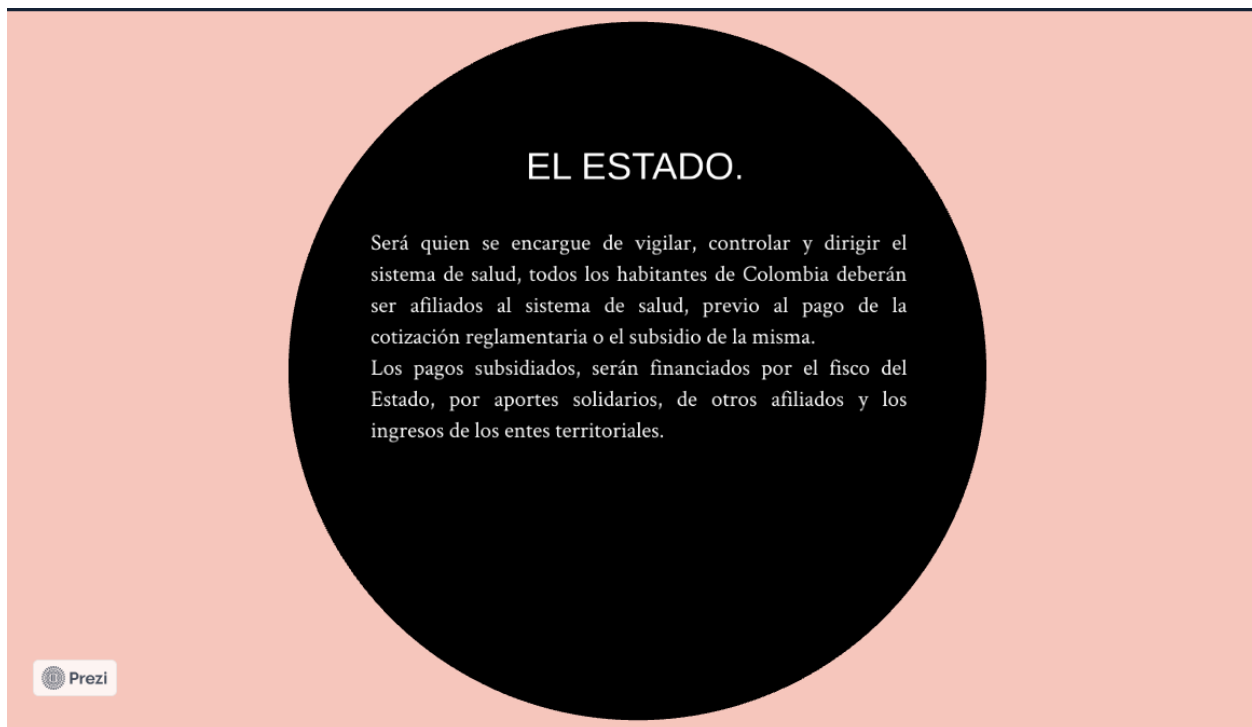 EL ESTADO.
Será quien se encargue de vigilar, controlar y dirigir el
sistema de salud, todos los habitantes de Colombia deberán
ser afiliados al sistema de salud, previo al pago de la
cotización reglamentaria o el subsidio de la misma.
Los pagos subsidiados, serán financiados por el fisco del
Estado, por aportes solidarios, de otros afiliados y los
ingresos de los entes territoriales.
Prezi